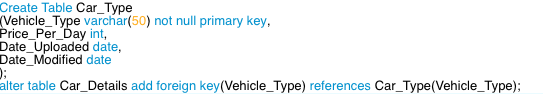 Create Table Car_Type
(Vehicle_Type varchar(50) not null primary key,
Price_Per_Day int,
Date_Uploaded date,
Date_Modified date
);
alter table Car_Details add foreign key(Vehicle_Type) references Car_Type(Vehicle_Type);